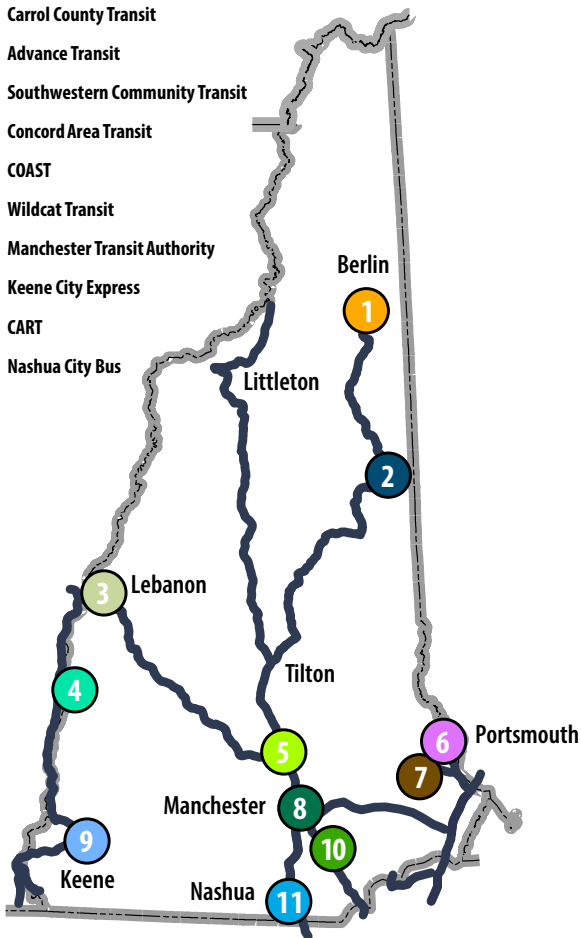 Carrol County Transit
Advance Transit
Southwestern Community Transit
Concord Area Transit
COAST
Wildcat Transit
Manchester Transit Authority
Keene City Express
CART
Nashua City Bus
Berlin
1
Littleton
2
3 Lebanon
Tilton
4
6 Portsmouth
5
7
Manchester 8
9
10
Keene
Nashua 11